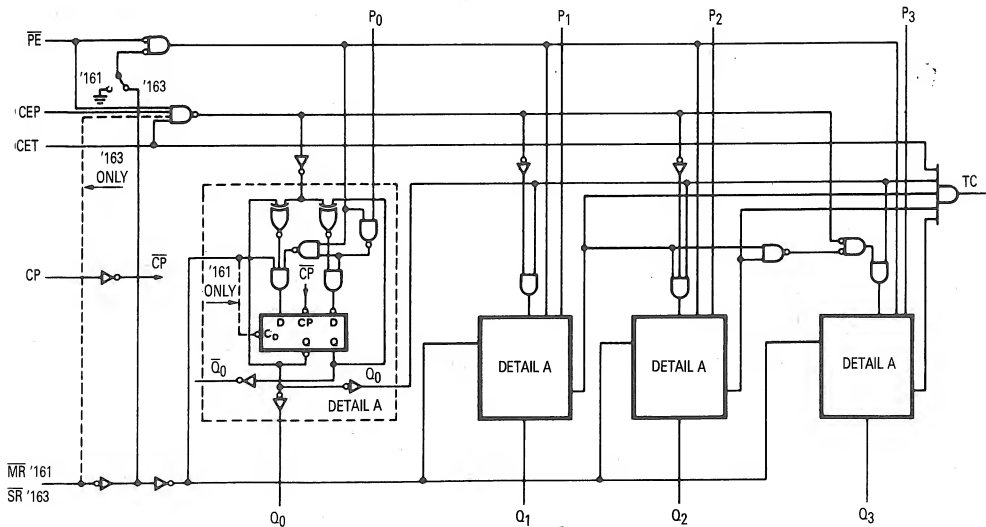 P0
P1
P2
P3
PE
'161
'163
CEP
CET
'163
ONLY
TC
CP
CP
'161
ONLY
CP
D
CP
D
CD
Q
Q
Q0
Q0
DETAIL A
DETAIL A
DETAIL A
DETAIL A
MR '161
SR '163
Q0
Q1
Q2
Q3